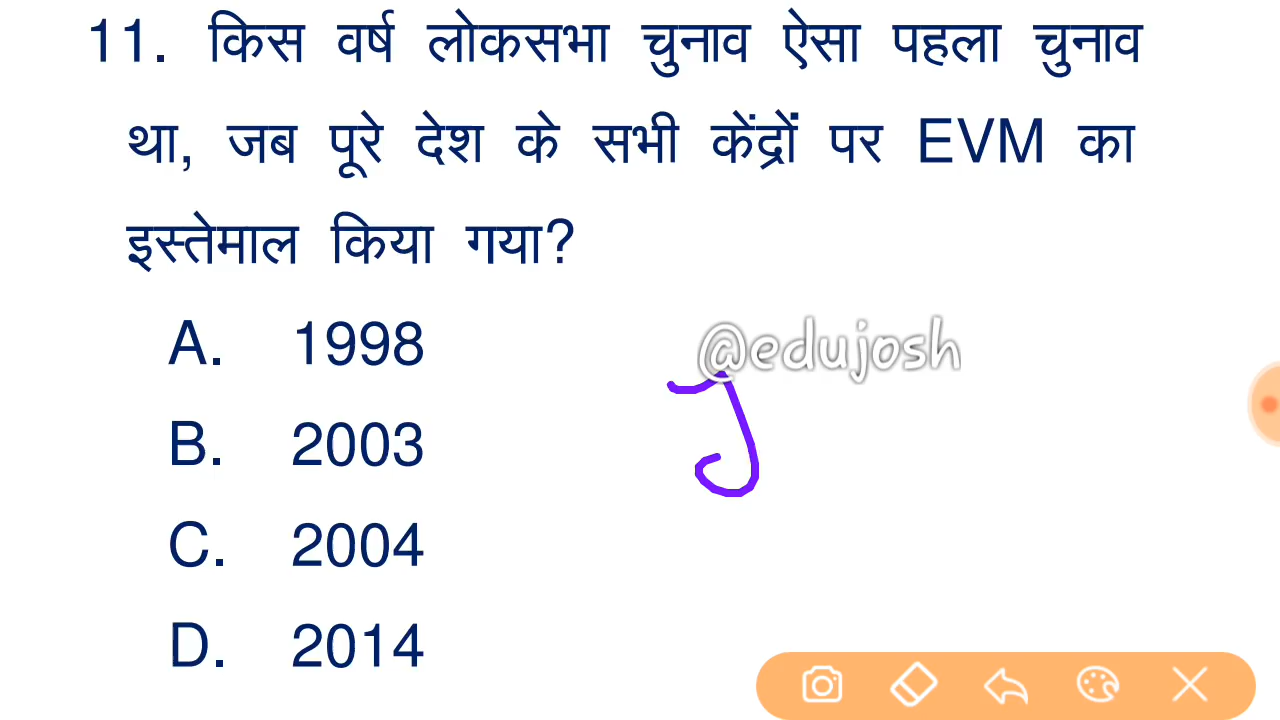 11. किस वर्ष लोकसभा चुनाव ऐसा पहला चुनाव
था, जब पूरे देश के सभी केंद्रों पर EVM का
इस्तेमाल किया गया?
A. 1998
@edujosh
B. 2003
C. 2004
D. 2014